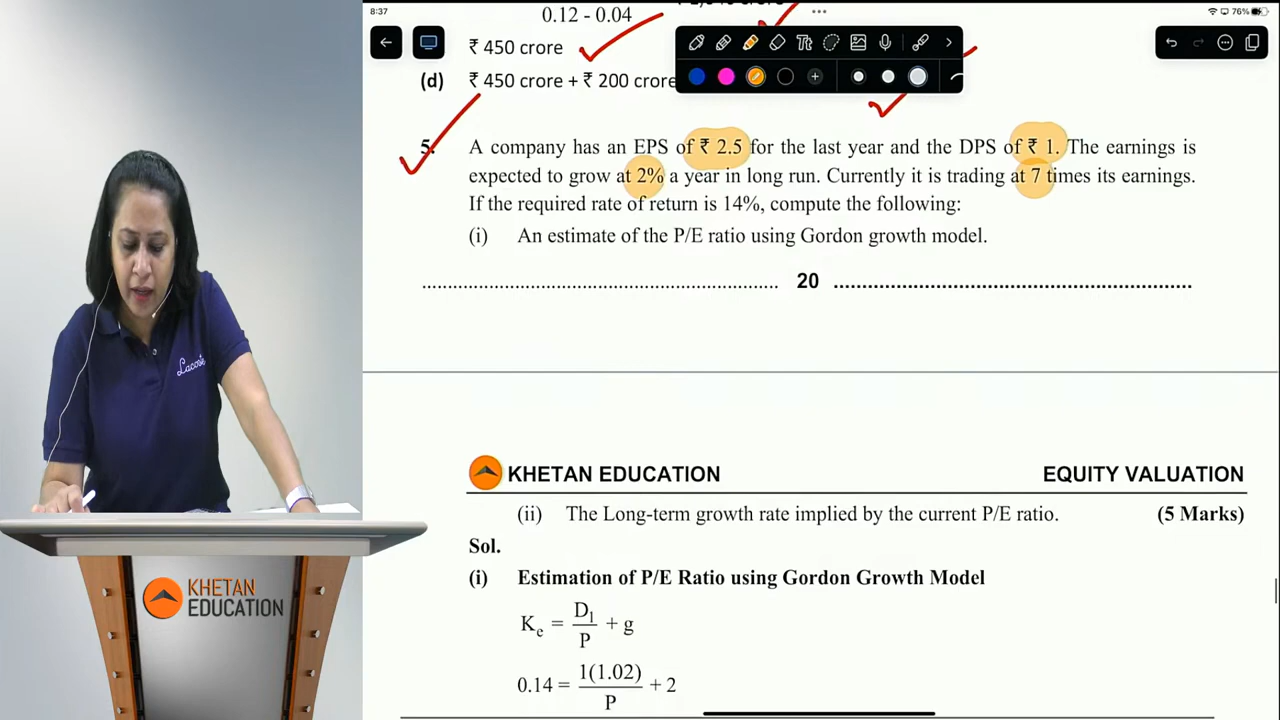 8:37
76%
0.12 - 0.04
₹ 450 crore
(d) ₹ 450 crore + ₹ 200 crore
5. A company has an EPS of ₹ 2.5 for the last year and the DPS of ₹ 1. The earnings is
expected to grow at 2% a year in long run. Currently it is trading at 7 times its earnings.
If the required rate of return is 14%, compute the following:
(i) An estimate of the P/E ratio using Gordon growth model.
20
KHETAN EDUCATION EQUITY VALUATION
(ii) The Long-term growth rate implied by the current P/E ratio. (5 Marks)
Sol.
(i) Estimation of P/E Ratio using Gordon Growth Model
Ke = D1/P + g
0.14 = 1(1.02)/P + 2
Lacoste
KHETAN
EDUCATION